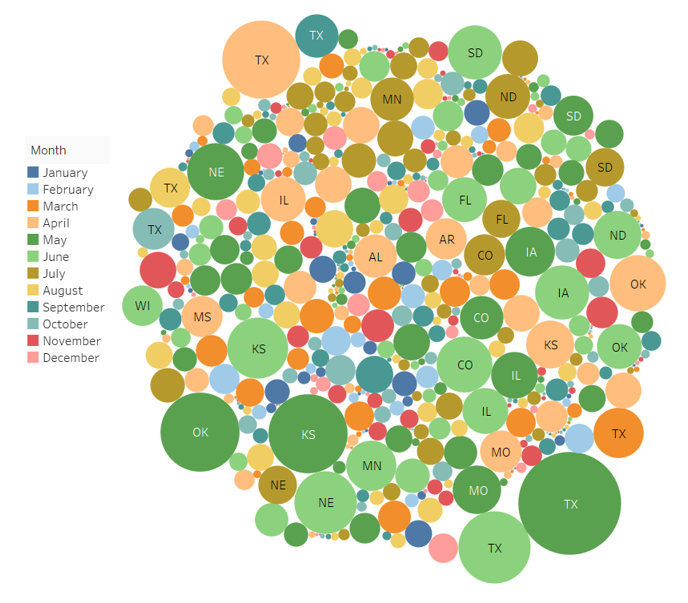 Month
January
February
March
April
May
June
July
August
September
October
November
December
TX
TX
SD
MN
ND
SD
NE
SD
TX
IL
FL
FL
TX
ND
AR
AL
CO
IA
OK
IA
WI
MS
CO
KS
KS
OK
CO
IL
IL
OK
KS
TX
MO
MN
NE
NE
MO
TX
TX